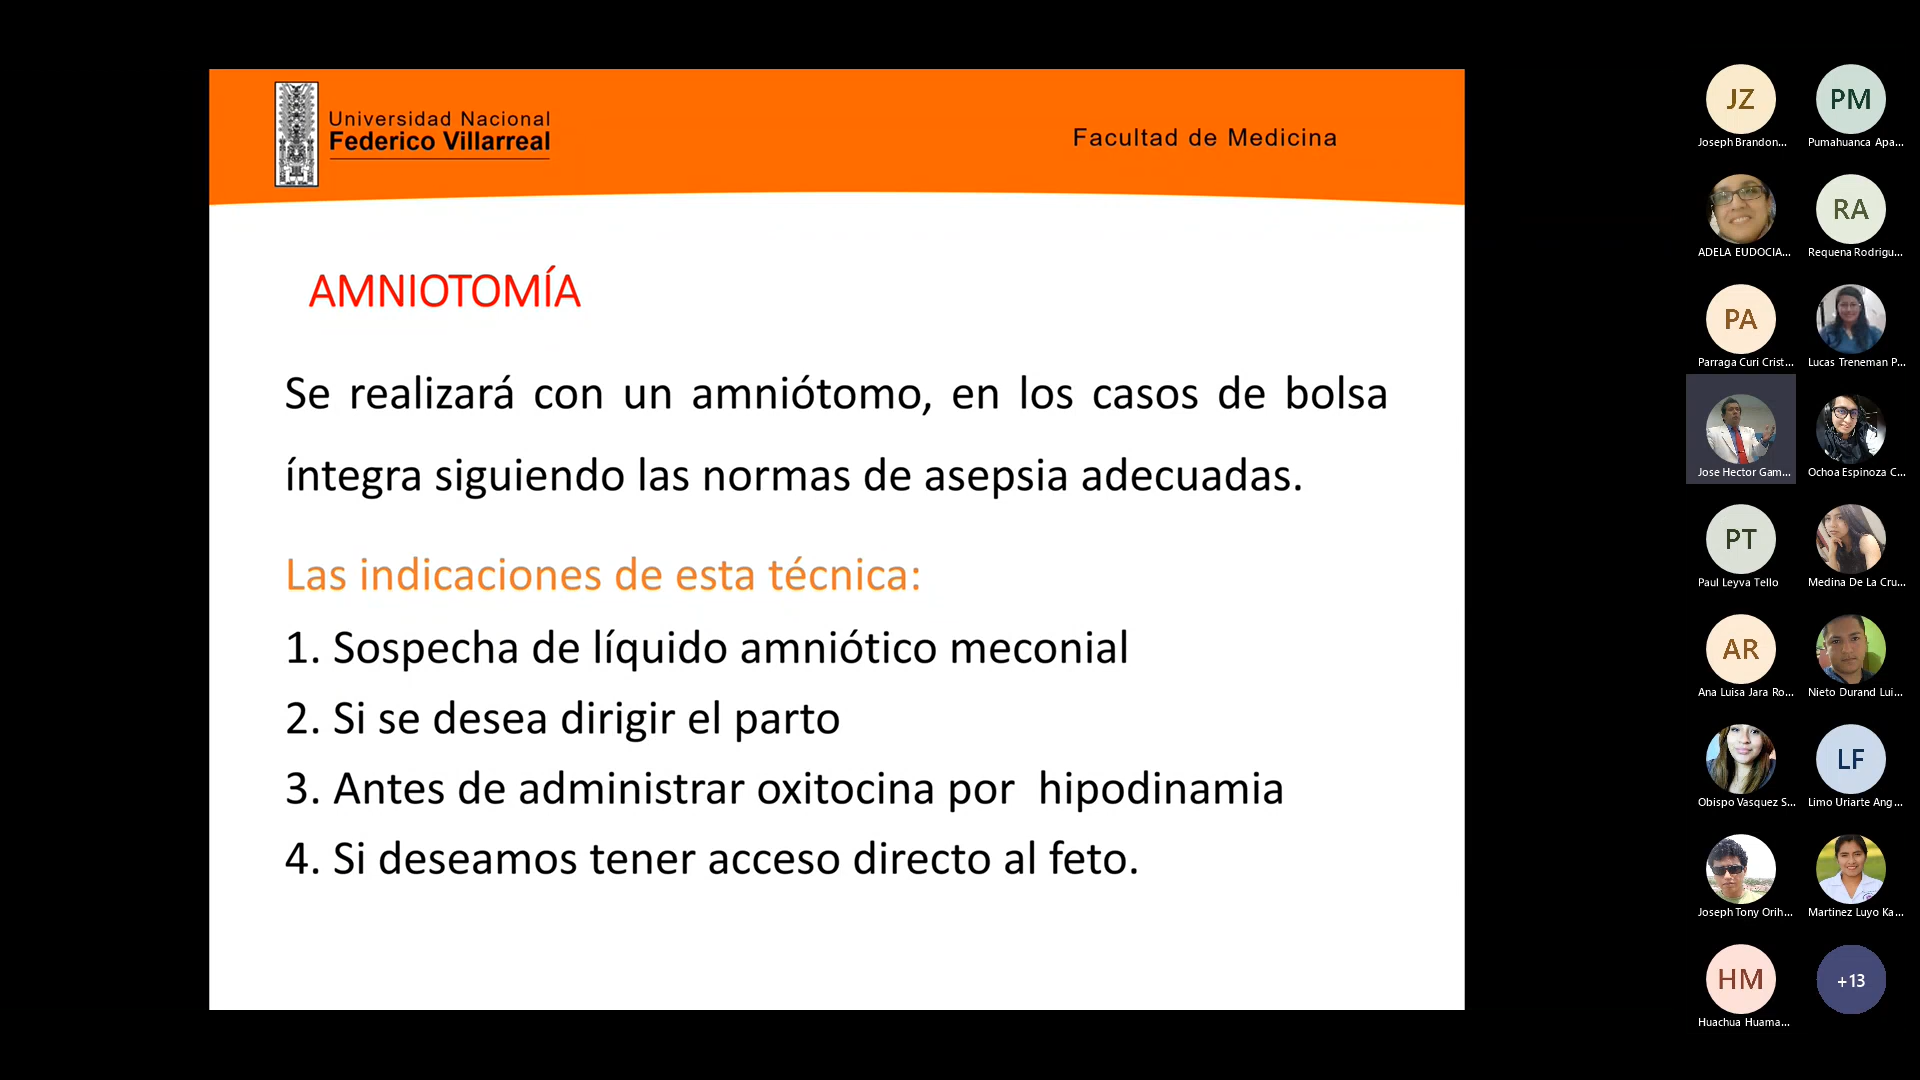 Universidad Nacional
Federico Villarreal
Facultad de Medicina
AMNIOTOMÍA
Se realizará con un amniótomo, en los casos de bolsa
íntegra siguiendo las normas de asepsia adecuadas.
Las indicaciones de esta técnica:
1. Sospecha de líquido amniótico meconial
2. Si se desea dirigir el parto
3. Antes de administrar oxitocina por  hipodinamia
4. Si deseamos tener acceso directo al feto.
JZ
Joseph Brandon...
PM
Pumahuanca Apa...
ADELA EUDOCIA...
RA
Requena Rodrigu...
PA
Parraga Curi Crist...
Lucas Treneman P...
Jose Hector Gam...
Ochoa Espinoza C...
PT
Paul Leyva Tello
Medina De La Cru...
AR
Ana Luisa Jara Ro...
Nieto Durand Lui...
Obispo Vasquez S...
LF
Limo Uriarte Ang...
Joseph Tony Orih...
Martinez Luyo Ka...
HM
Huachua Huama...
+13